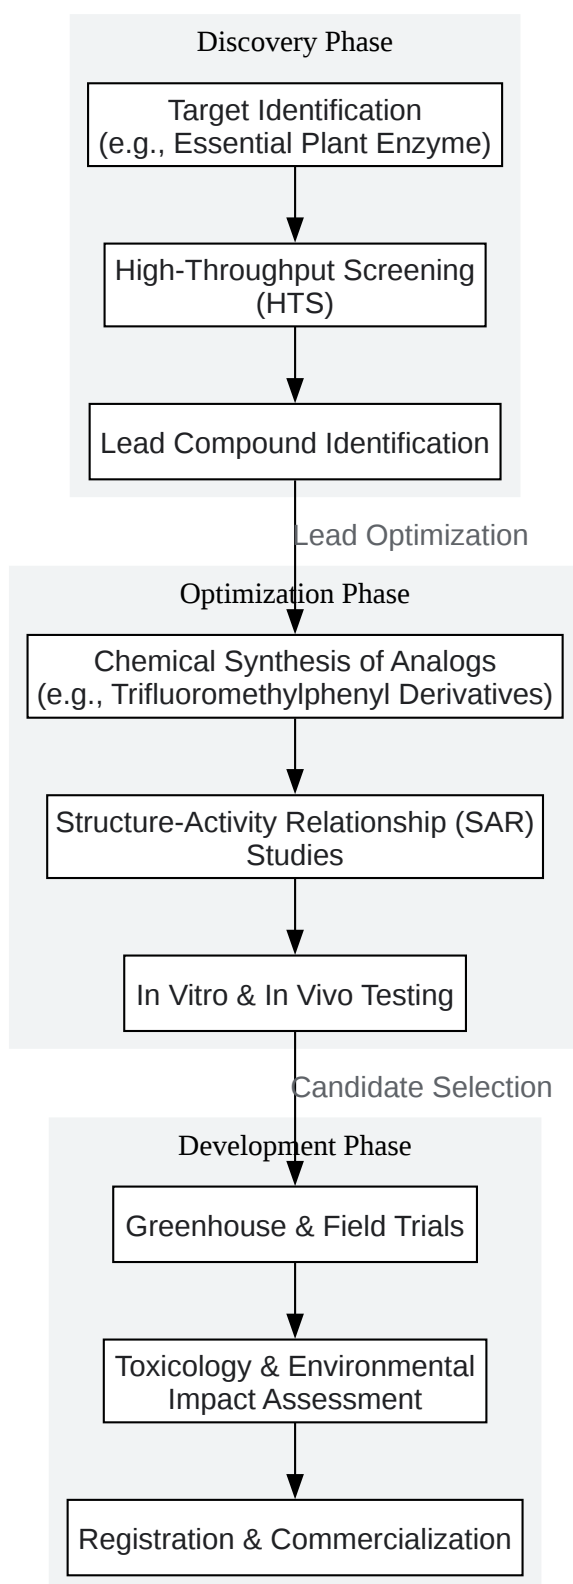 Discovery Phase
Target Identification
(e.g., Essential Plant Enzyme)
High-Throughput Screening
(HTS)
Lead Compound Identification
Lead Optimization
Optimization Phase
Chemical Synthesis of Analogs
(e.g., Trifluoromethylphenyl Derivatives)
Structure-Activity Relationship (SAR)
Studies
In Vitro & In Vivo Testing
Candidate Selection
Development Phase
Greenhouse & Field Trials
Toxicology & Environmental
Impact Assessment
Registration & Commercialization